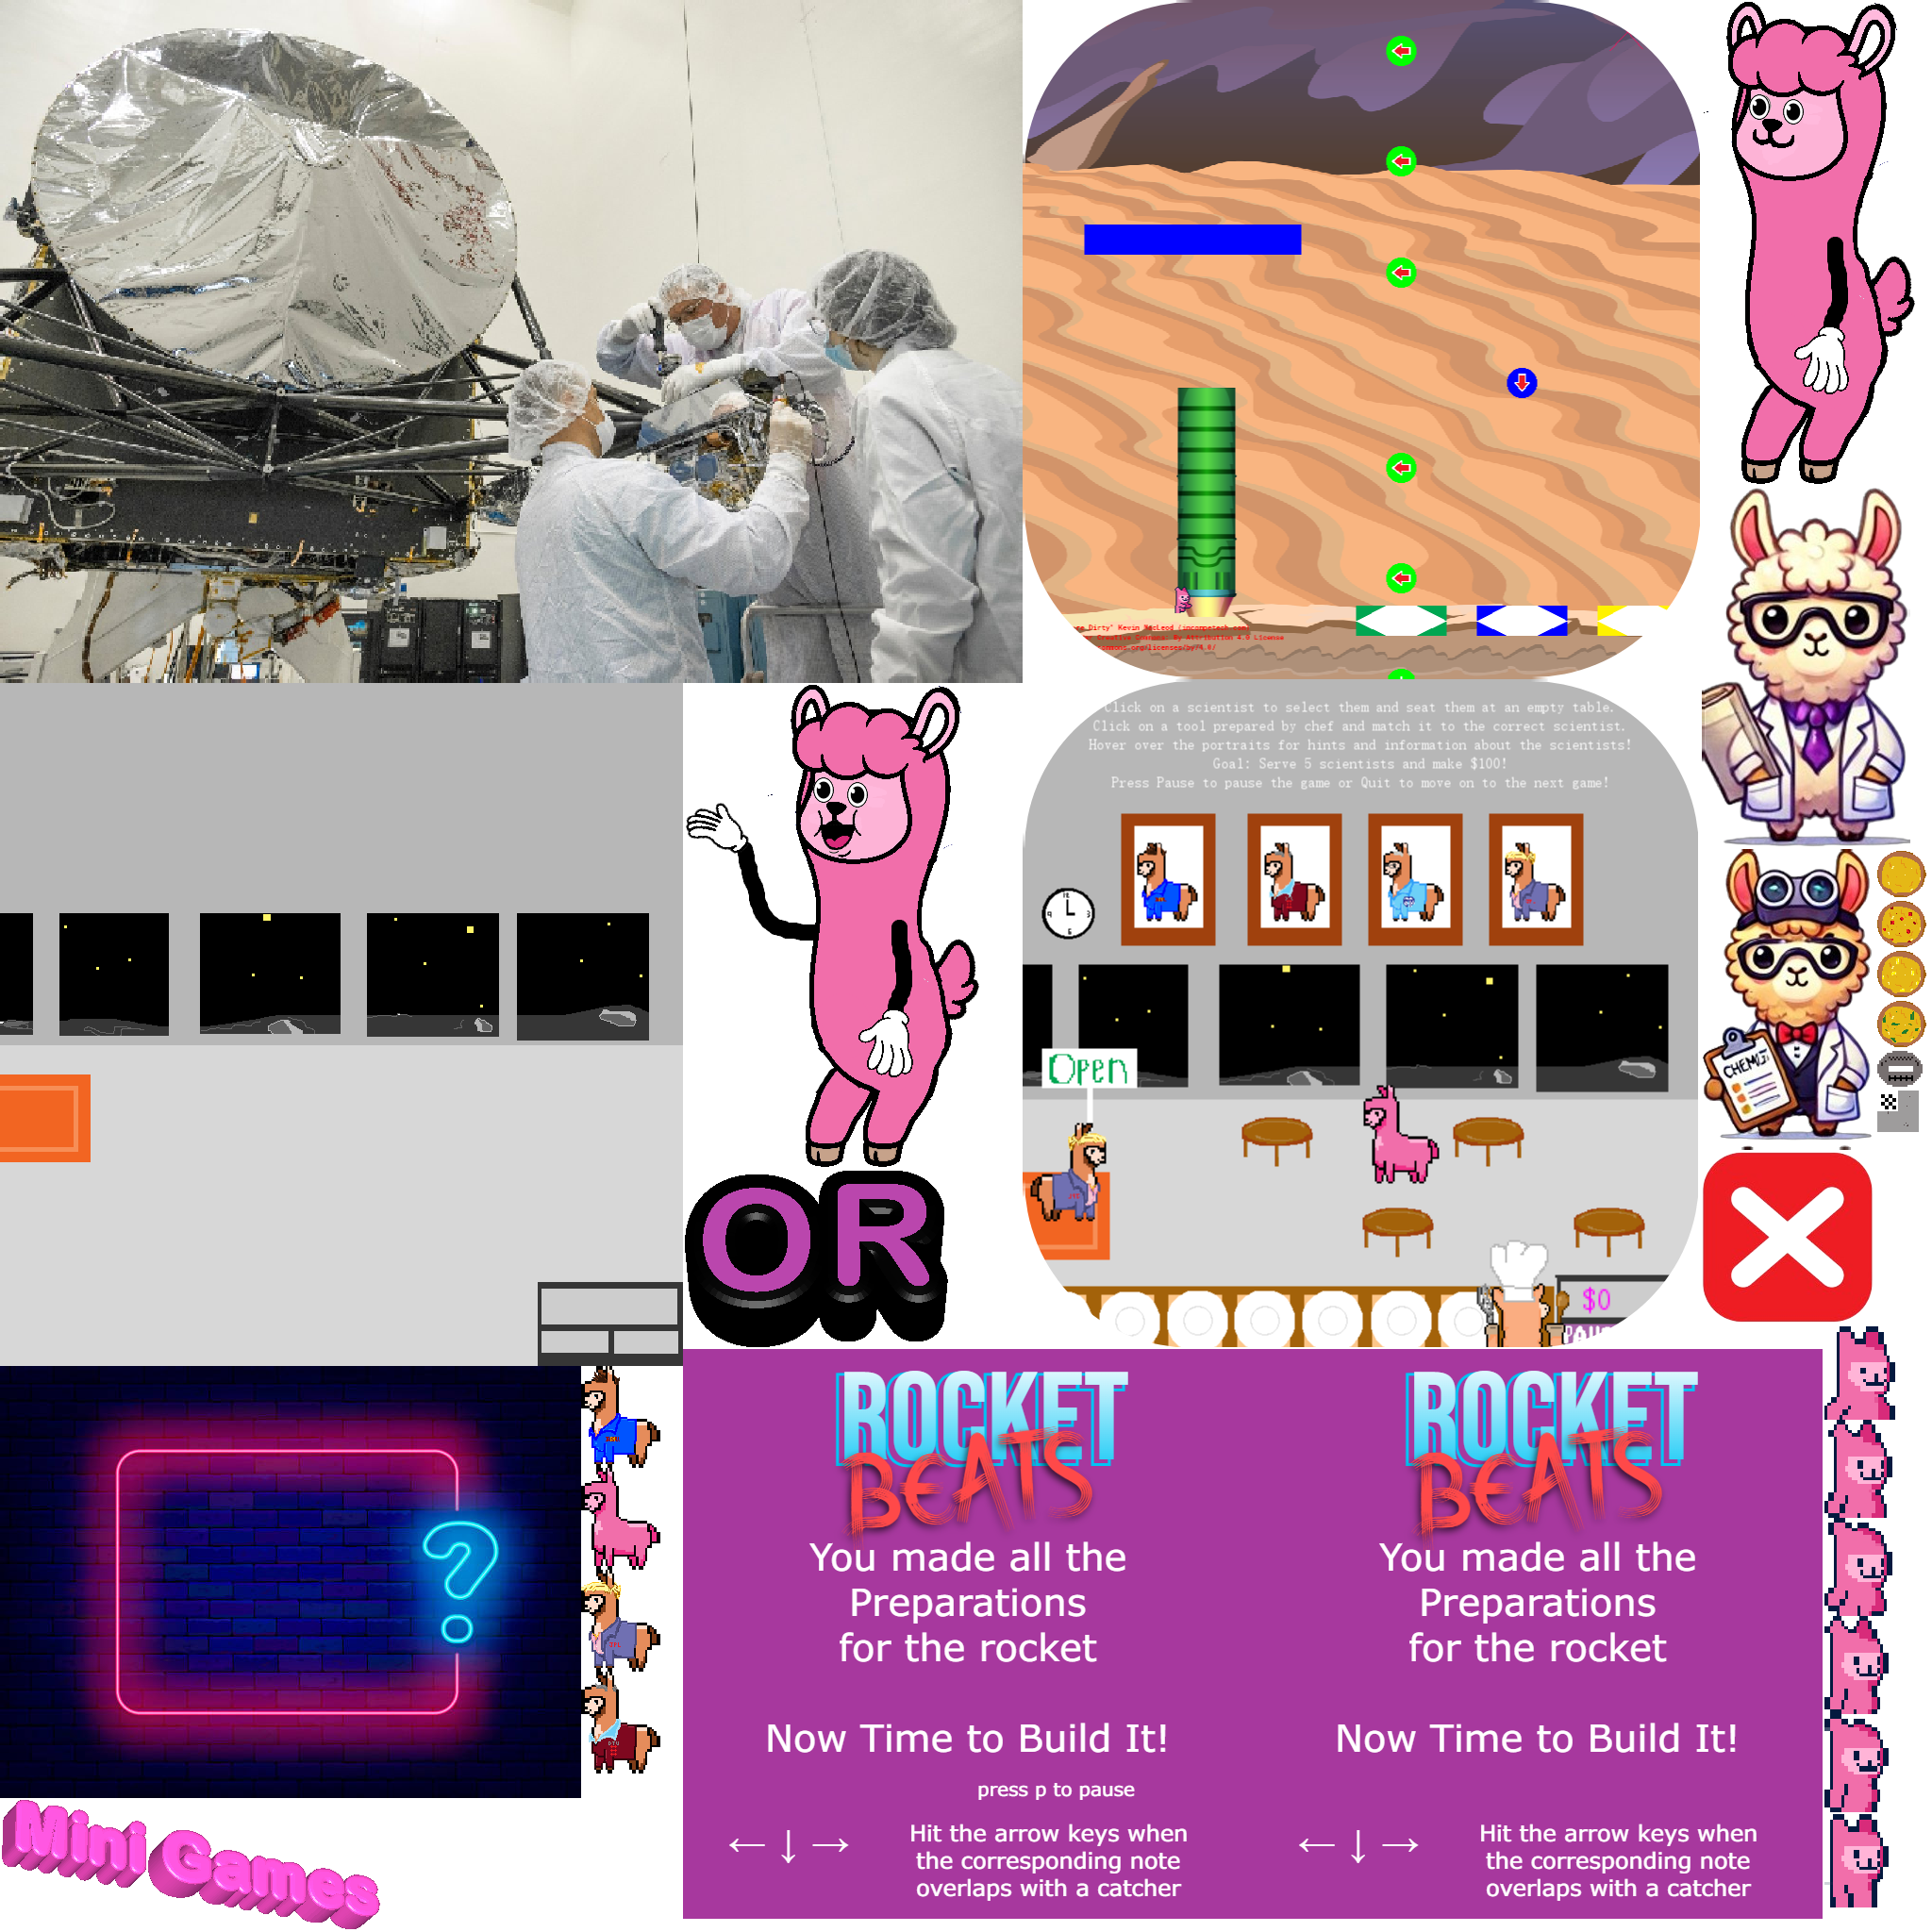 Dirty" Kevin MacLeod (incompetech.com)
Creative Commons: By Attribution 4.0 License
Click on a scientist to select them and seat them at an empty table.
Click on a tool prepared by chef and match it to the correct scientist.
Hover over the portraits for hints and information about the scientists!
Goal: Serve 5 scientists and make $100!
Press Pause to pause the game or Quit to move on to the next game!
Open
$0
CHEMIJI
OR
Mini Games
ROCKET
BEATS
You made all the
Preparations
for the rocket
Now Time to Build It!
press p to pause
← ↓ →
Hit the arrow keys when
the corresponding note
overlaps with a catcher
ROCKET
BEATS
You made all the
Preparations
for the rocket
Now Time to Build It!
← ↓ →
Hit the arrow keys when
the corresponding note
overlaps with a catcher